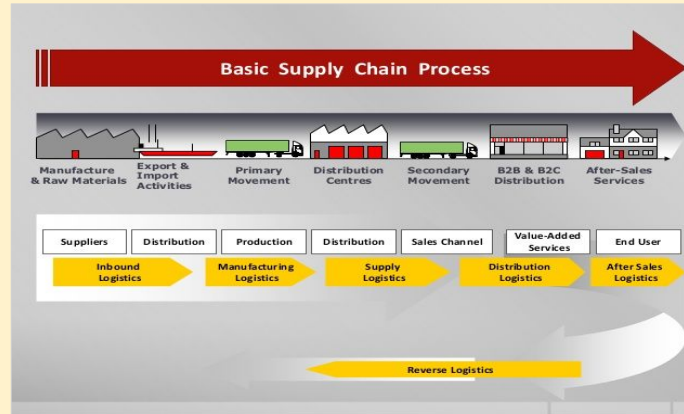 Basic Supply Chain Process
Manufacture
& Raw Materials
Export &
Import
Activities
Primary
Movement
Distribution
Centres
Secondary
Movement
B2B & B2C
Distribution
After-Sales
Services
Suppliers
Distribution
Production
Distribution
Sales Channel
Value-Added
Services
End User
Inbound
Logistics
Manufacturing
Logistics
Supply
Logistics
Distribution
Logistics
After Sales
Logistics
Reverse Logistics